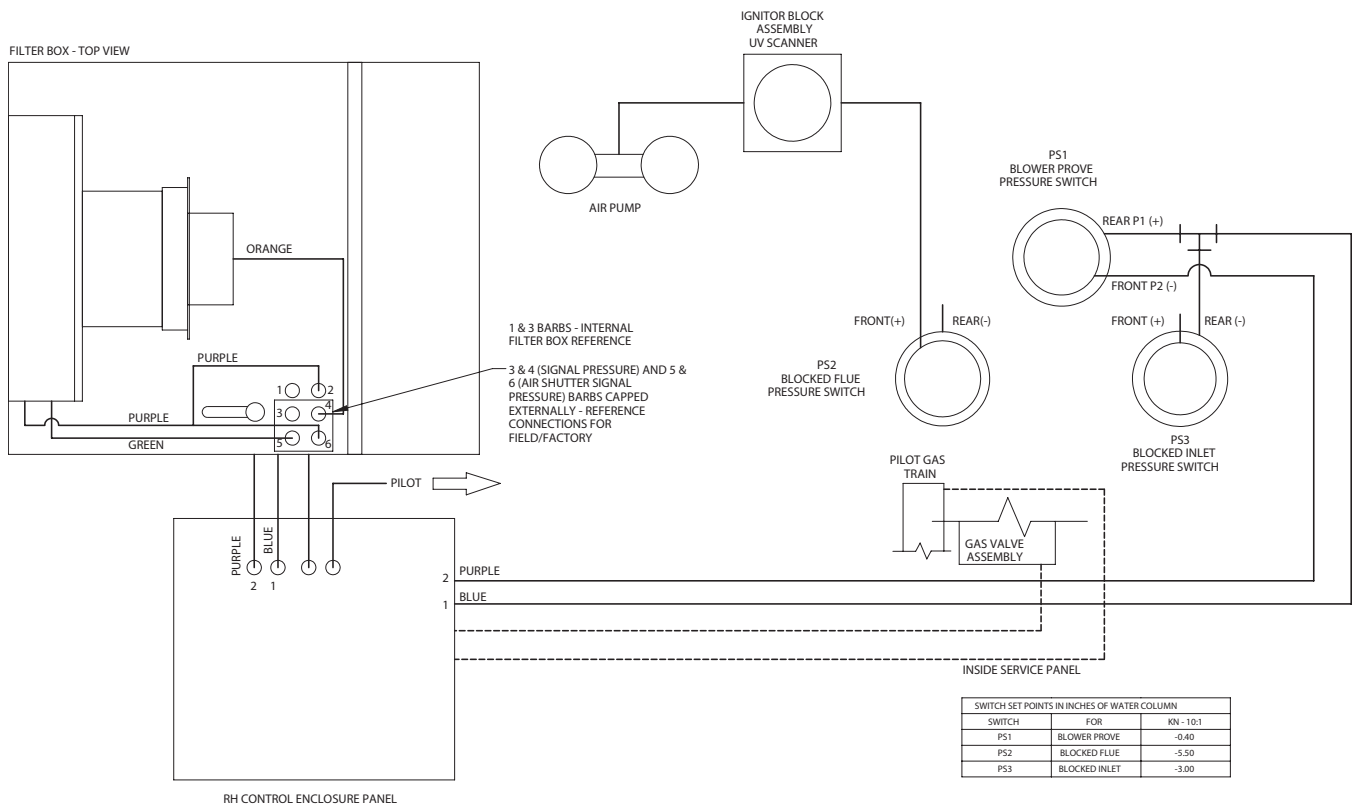 IGNITOR BLOCK
ASSEMBLY
UV SCANNER
FILTER BOX - TOP VIEW
AIR PUMP
PS1
BLOWER PROVE
PRESSURE SWITCH
REAR P1 (+)
FRONT P2 (-)
ORANGE
1 & 3 BARBS - INTERNAL
FILTER BOX REFERENCE
3 & 4 (SIGNAL PRESSURE) AND 5 &
6 (AIR SHUTTER SIGNAL
PRESSURE) BARBS CAPPED
EXTERNALLY - REFERENCE
CONNECTIONS FOR
FIELD/FACTORY
FRONT(+)
REAR(-)
PS2
BLOCKED FLUE
PRESSURE SWITCH
FRONT (+)
REAR (-)
PS3
BLOCKED INLET
PRESSURE SWITCH
PURPLE
1
2
3
4
5
6
PURPLE
GREEN
PILOT
PILOT GAS
TRAIN
GAS VALVE
ASSEMBLY
PURPLE
BLUE
2
1
2
PURPLE
1
BLUE
INSIDE SERVICE PANEL
SWITCH SET POINTS IN INCHES OF WATER COLUMN
SWITCH FOR KN - 10:1
PS1 BLOWER PROVE -0.40
PS2 BLOCKED FLUE -5.50
PS3 BLOCKED INLET -3.00
RH CONTROL ENCLOSURE PANEL